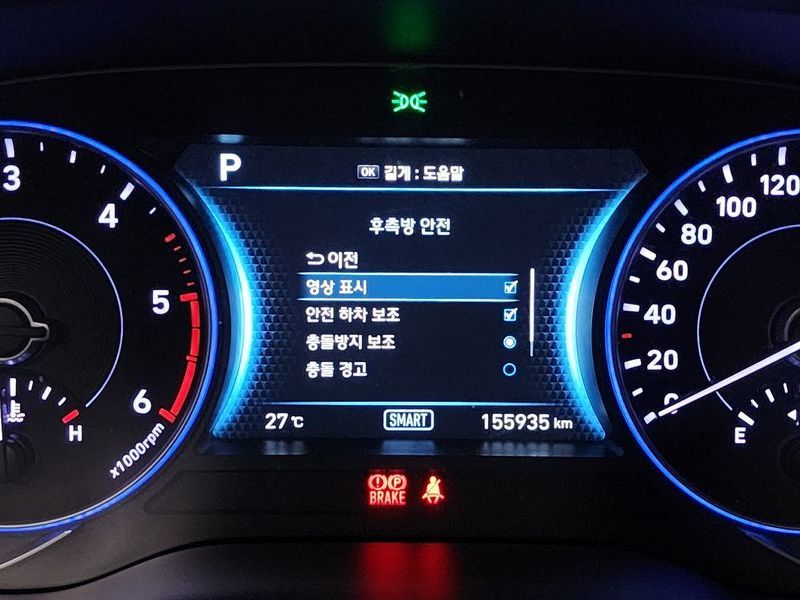 P OK 길게 : 도움말
후측방 안전
이전
영상 표시
안전 하차 보조
충돌방지 보조
충돌 경고
27℃ SMART 155935 km
3
4
5
6
x1000rpm
H
120
100
80
60
40
20
0
E
(!) (P)
BRAKE